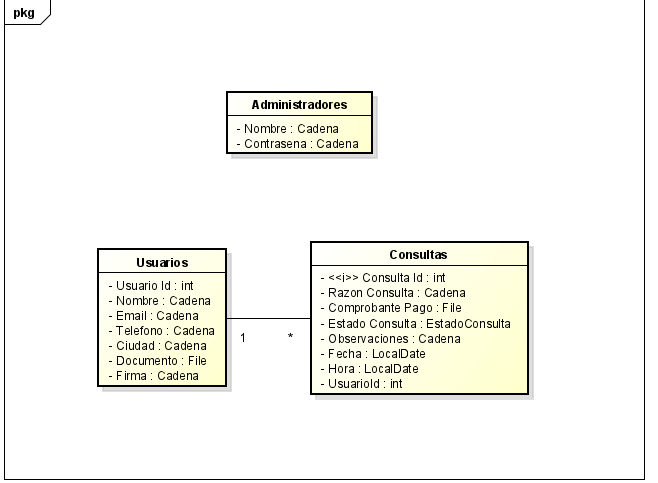 pkg
Administradores
- Nombre : Cadena
- Contrasena : Cadena
Usuarios
- Usuario Id : int
- Nombre : Cadena
- Email : Cadena
- Telefono : Cadena
- Ciudad : Cadena
- Documento : File
- Firma : Cadena
1
*
Consultas
- <<i>> Consulta Id : int
- Razon Consulta : Cadena
- Comprobante Pago : File
- Estado Consulta : EstadoConsulta
- Observaciones : Cadena
- Fecha : LocalDate
- Hora : LocalDate
- UsuarioId : int